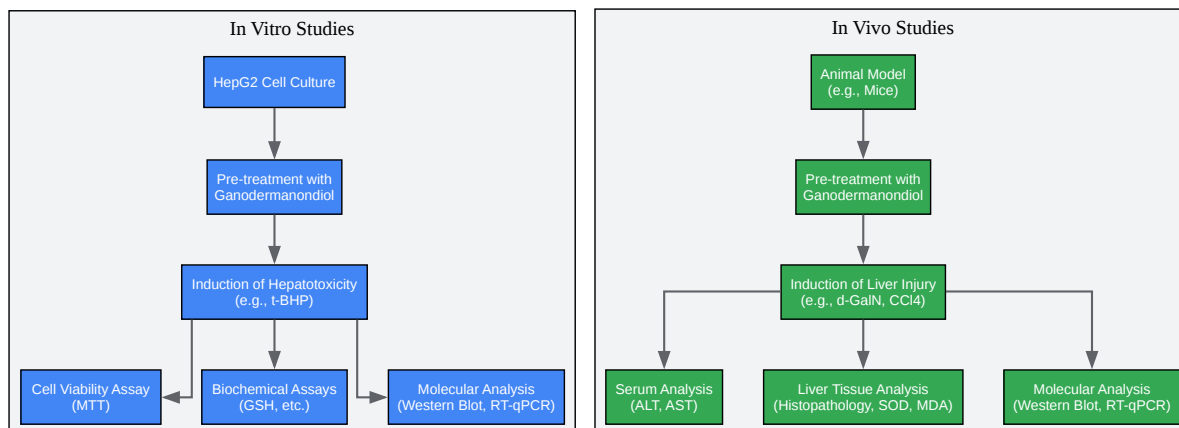 In Vitro Studies
HepG2 Cell Culture
Pre-treatment with
Ganodermanondiol
Induction of Hepatotoxicity
(e.g., t-BHP)
Cell Viability Assay
(MTT)
Biochemical Assays
(GSH, etc.)
Molecular Analysis
(Western Blot, RT-qPCR)
In Vivo Studies
Animal Model
(e.g., Mice)
Pre-treatment with
Ganodermanondiol
Induction of Liver Injury
(e.g., d-GalN, CCl4)
Serum Analysis
(ALT, AST)
Liver Tissue Analysis
(Histopathology, SOD, MDA)
Molecular Analysis
(Western Blot, RT-qPCR)